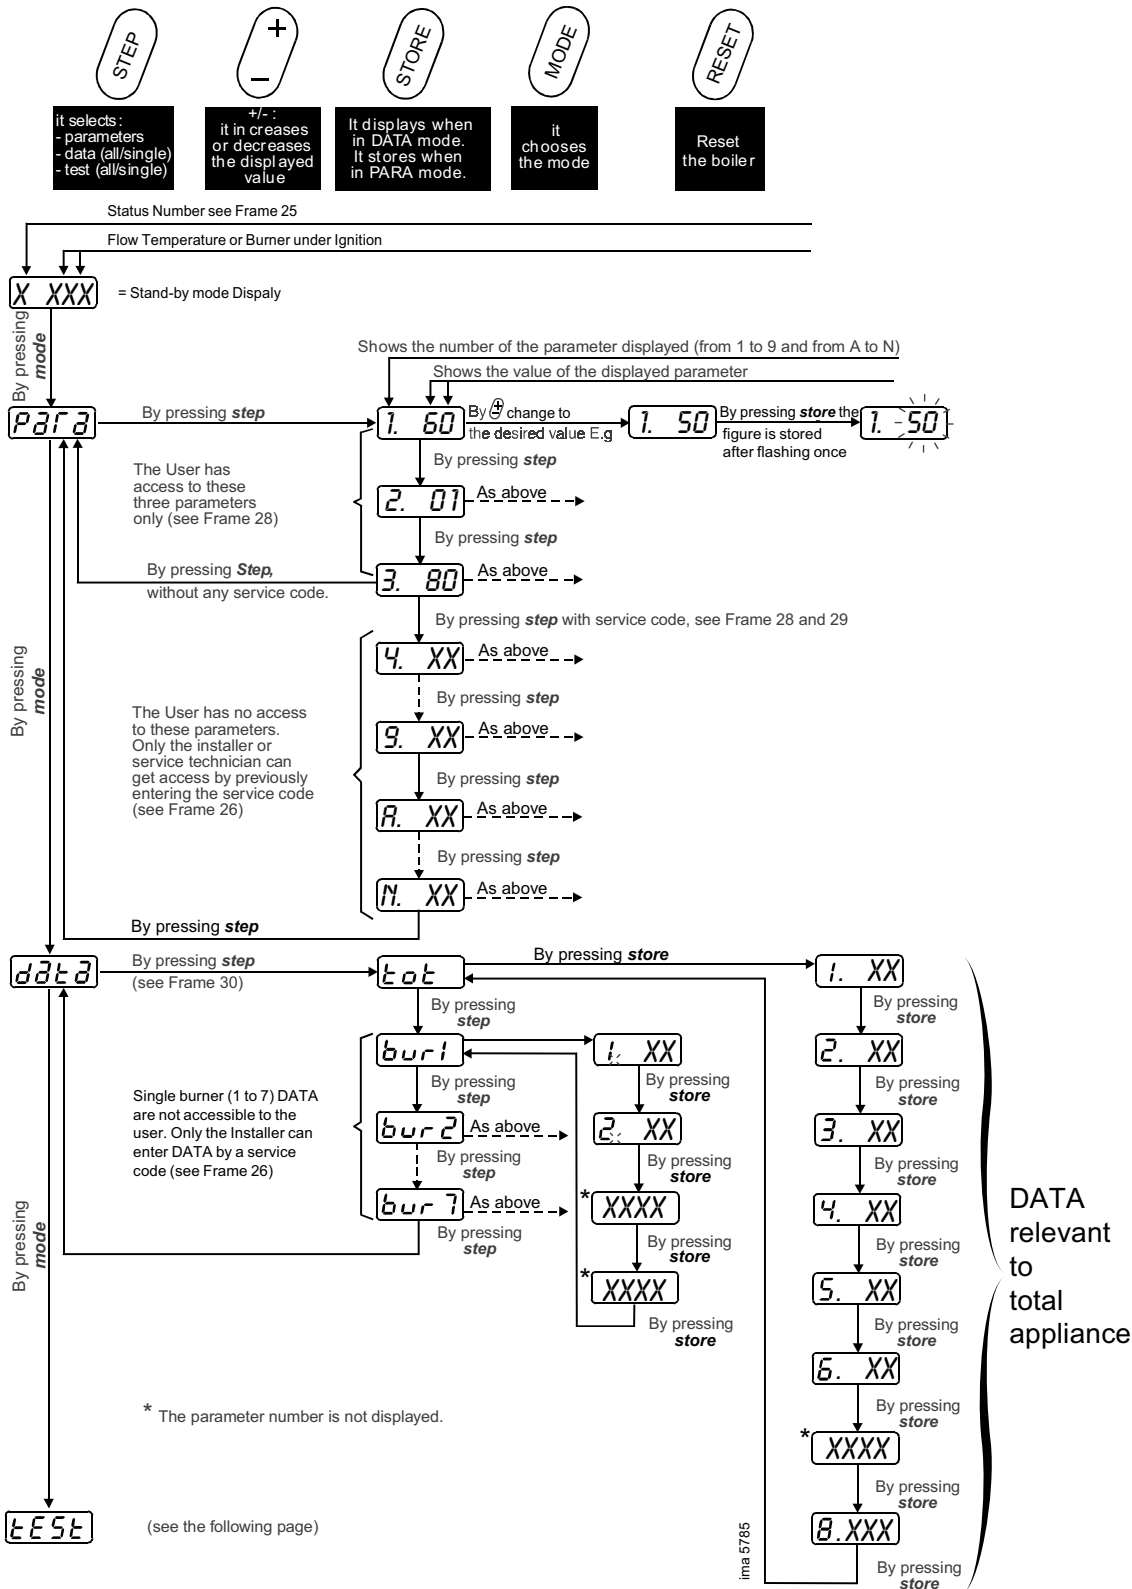 STEP
+
–
STORE
MODE
RESET
it selects:
- parameters
- data (all/single)
- test (all/single)
+/- :
it in creases
or decreases
the displayed
value
It displays when
in DATA mode.
It stores when
in PARA mode.
it
chooses
the mode
Reset
the boiler
Status Number see Frame 25
Flow Temperature or Burner under Ignition
X XXX
= Stand-by mode Dispaly
By pressing
mode
Shows the number of the parameter displayed (from 1 to 9 and from A to N)
Shows the value of the displayed parameter
Para
By pressing step
1. 60
By ± change to
the desired value E.g
1. 50
By pressing store the
figure is stored
after flashing once
1. 50
By pressing step
The User has
access to these
three parameters
only (see Frame 28)
2. 01
As above
By pressing step
By pressing Step,
without any service code.
3. 80
As above
By pressing step with service code, see Frame 28 and 29
4. XX
As above
By pressing
mode
By pressing step
The User has no access
to these parameters.
Only the installer or
service technician can
get access by previously
entering the service code
(see Frame 26)
9. XX
As above
By pressing step
A. XX
As above
By pressing step
N. XX
As above
By pressing step
data
By pressing step
(see Frame 30)
tot
By pressing store
1. XX
By pressing
step
By pressing
store
bur1
1. XX
2. XX
By pressing
step
By pressing
store
By pressing
store
Single burner (1 to 7) DATA
are not accessible to the
user. Only the Installer can
enter DATA by a service
code (see Frame 26)
bur2
As above
2. XX
3. XX
By pressing
step
By pressing
store
By pressing
store
bur7
As above
* XXXX
4. XX
By pressing
step
By pressing
store
By pressing
store
By pressing
mode
* XXXX
5. XX
By pressing
store
By pressing
store
6. XX
By pressing
store
* XXXX
By pressing
store
8.XXX
By pressing
store
DATA
relevant
to
total
appliance
* The parameter number is not displayed.
tESt
(see the following page)
ima 5785